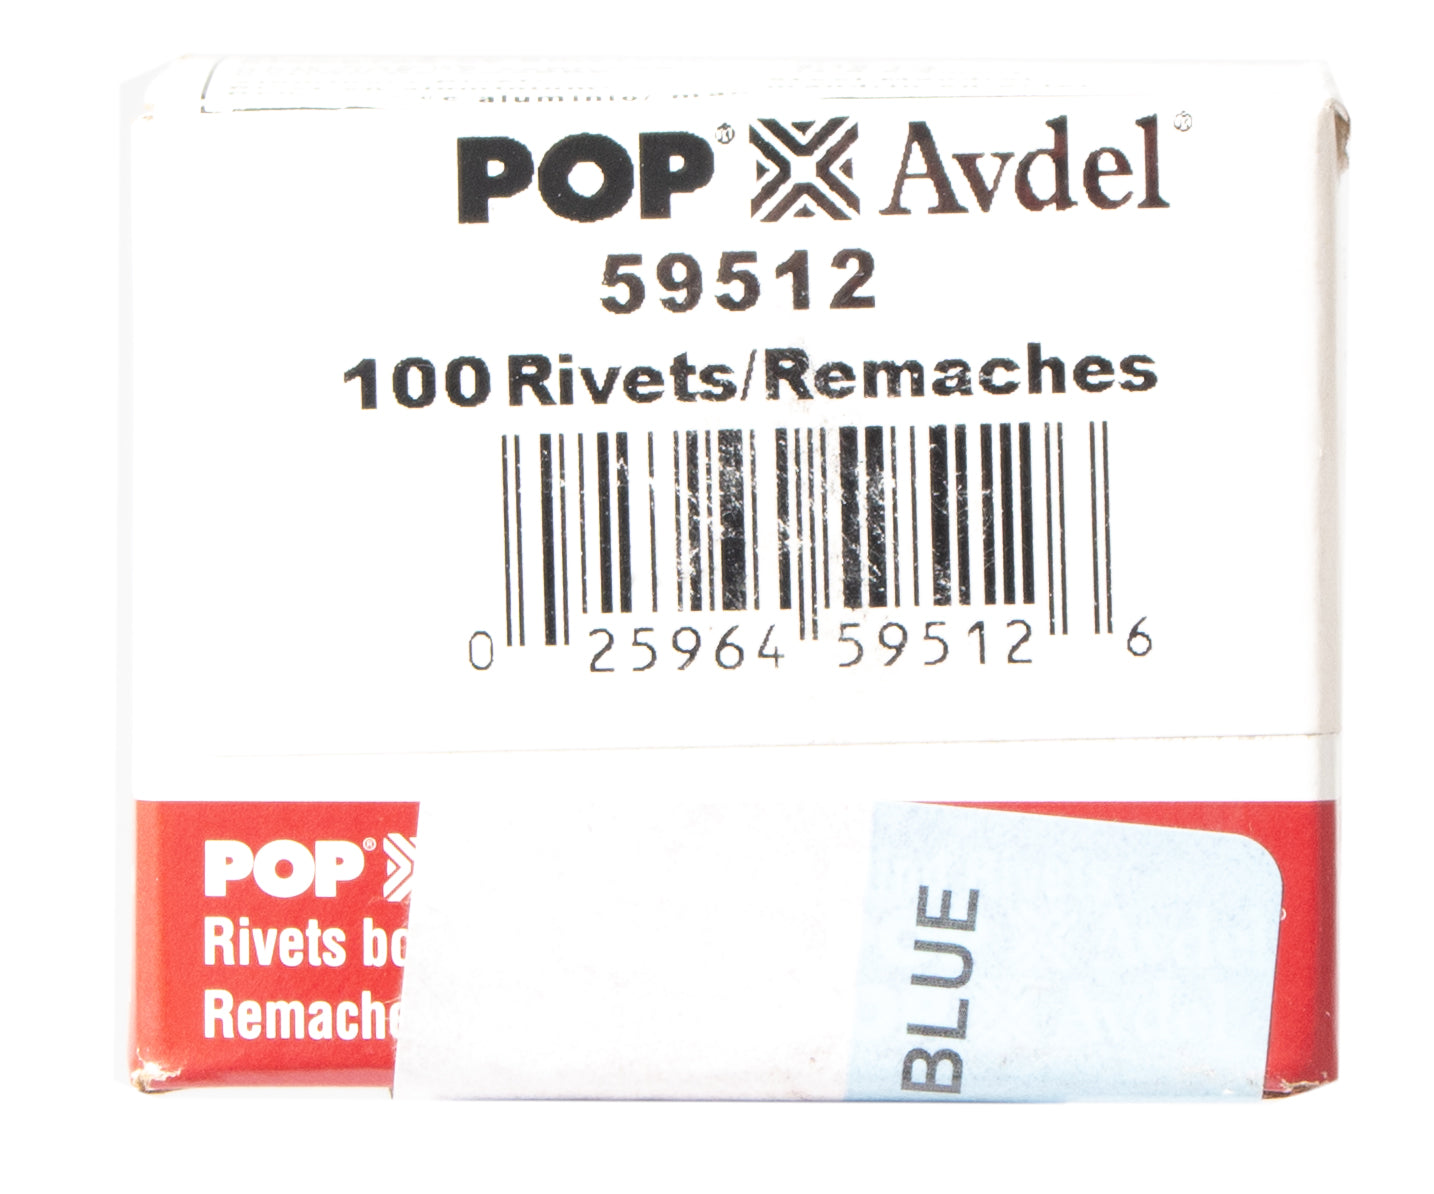 POP® Avdel®
59512
100 Rivets/Remaches
0 25964 59512 6
POP®
Rivets bo
Remache
BLUE